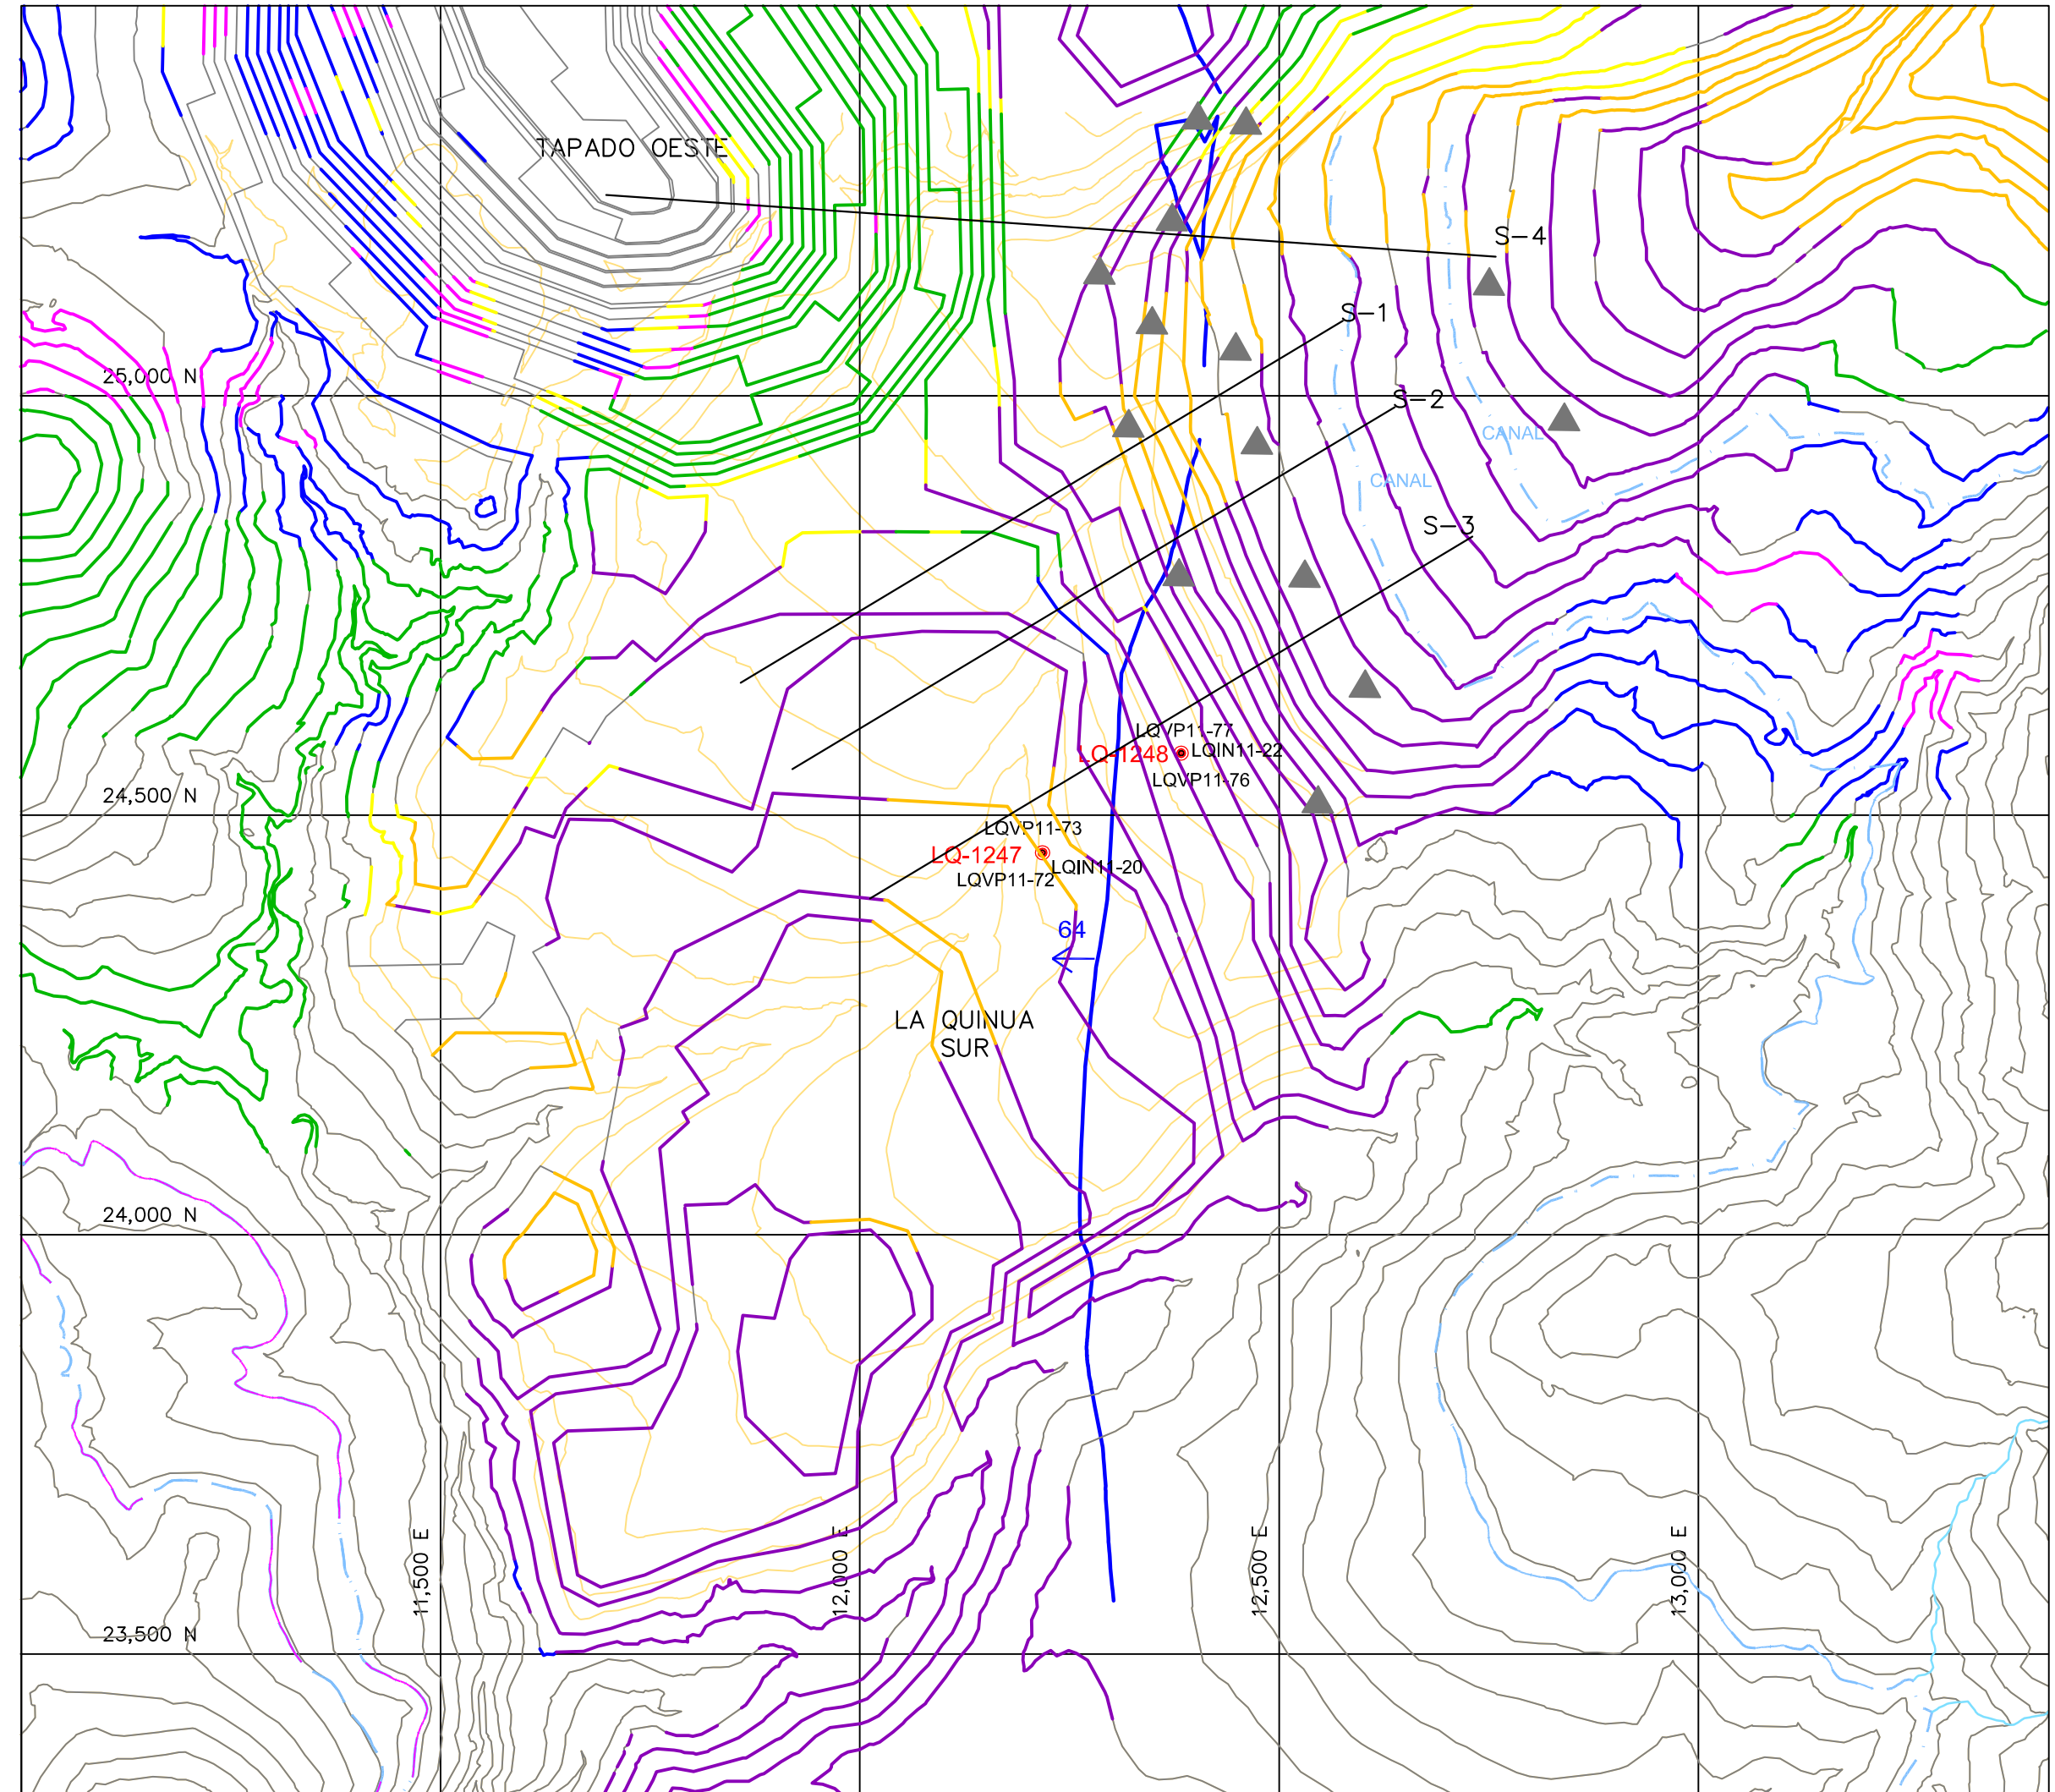 TAPADO OESTE
S-4
S-1
25,000 N
S-2
CANAL
CANAL
S-3
LQVP11-77
LQ-1248
LQIN11-22
LQVP11-76
24,500 N
LQVP11-73
LQ-1247
LQIN11-20
LQVP11-72
64
LA QUINUA
SUR
24,000 N
11,500 E
12,000 E
12,500 E
13,000 E
23,500 N